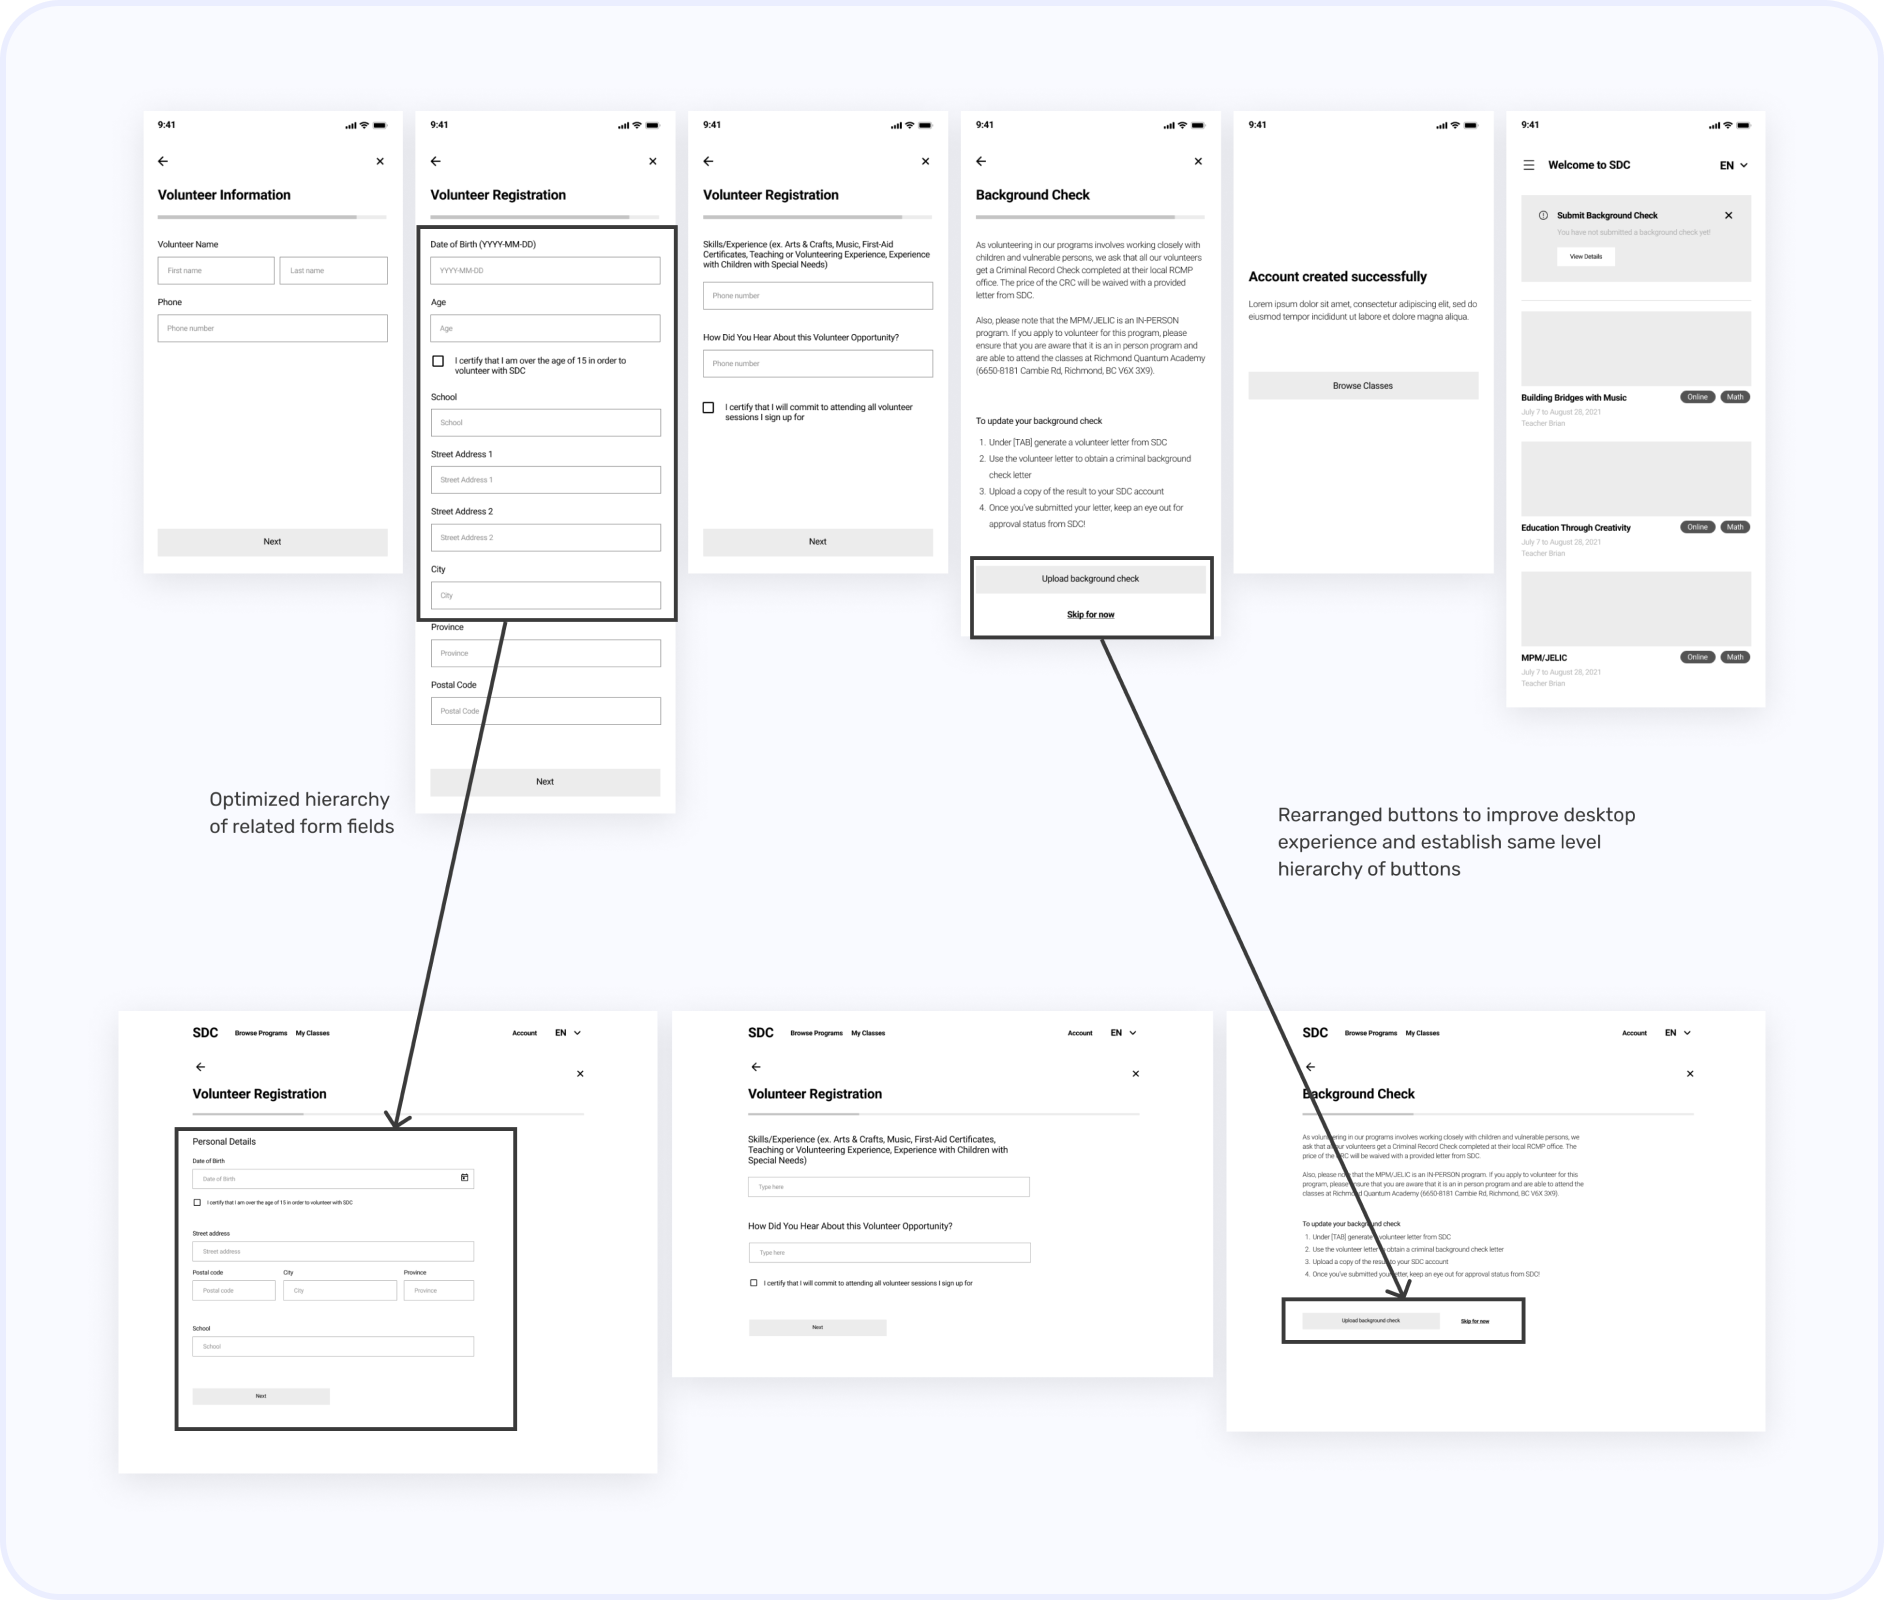 9:41
Volunteer Information
Volunteer Name
First name
Last name
Phone
Phone number
Next
9:41
Volunteer Registration
Date of Birth (YYYY-MM-DD)
YYYY-MM-DD
Age
Age
I certify that I am over the age of 15 in order to
volunteer with SDC
School
School
Street Address 1
Street Address 1
Street Address 2
Street Address 2
City
City
Province
Province
Postal Code
Postal Code
Next
9:41
Volunteer Registration
Skills/Experience (ex. Arts & Crafts, Music, First-Aid
Certificates, Teaching or Volunteering Experience, Experience
with Children with Special Needs)
Phone number
How Did You Hear About this Volunteer Opportunity?
Phone number
I certify that I will commit to attending all volunteer
sessions I sign up for
Next
9:41
Background Check
As volunteering in our programs involves working closely with
children and vulnerable persons, we ask that all our volunteers
get a Criminal Record Check completed at their local RCMP
office. The price of the CRC will be waived with a provided
letter from SDC.
Also, please note that the MPM/JELIC is an IN-PERSON
program. If you apply to volunteer for this program, please
ensure that you are aware that it is an in person program and
are able to attend the classes at Richmond Quantum Academy
(6650-8181 Cambie Rd, Richmond, BC V6X 3X9).
To update your background check
1. Under [TAB] generate a volunteer letter from SDC
2. Use the volunteer letter to obtain a criminal background
check letter
3. Upload a copy of the result to your SDC account
4. Once you've submitted your letter, keep an eye out for
approval status from SDC!
Upload background check
Skip for now
9:41
Account created successfully
Lorem ipsum dolor sit amet, consectetur adipiscing elit, sed do
eiusmod tempor incididunt ut labore et dolore magna aliqua.
Browse Classes
9:41
Welcome to SDC
EN
Submit Background Check
You have not submitted a background check yet!
View Details
Building Bridges with Music
Online
Math
July 7 to August 28, 2021
Teacher Brian
Education Through Creativity
Online
Math
July 7 to August 28, 2021
Teacher Brian
MPM/JELIC
Online
Math
July 7 to August 28, 2021
Teacher Brian
Optimized hierarchy
of related form fields
Rearranged buttons to improve desktop
experience and establish same level
hierarchy of buttons
SDC
Browse Programs
My Classes
Account
EN
Volunteer Registration
Personal Details
Date of Birth
Date of Birth
I certify that I am over the age of 15 in order to volunteer with SDC
Street address
Street address
Postal code
City
Province
Postal code
City
Province
School
School
Next
SDC
Browse Programs
My Classes
Account
EN
Volunteer Registration
Skills/Experience (ex. Arts & Crafts, Music, First-Aid Certificates,
Teaching or Volunteering Experience, Experience with Children with
Special Needs)
Type here
How Did You Hear About this Volunteer Opportunity?
Type here
I certify that I will commit to attending all volunteer sessions I sign up for
Next
SDC
Browse Programs
My Classes
Account
EN
Background Check
As volunteering in our programs involves working closely with children and vulnerable persons, we
ask that all our volunteers get a Criminal Record Check completed at their local RCMP office. The
price of the CRC will be waived with a provided letter from SDC.
Also, please note that the MPM/JELIC is an IN-PERSON program. If you apply to volunteer for this
program, please ensure that you are aware that it is an in person program and are able to attend the
classes at Richmond Quantum Academy (6650-8181 Cambie Rd, Richmond, BC V6X 3X9).
To update your background check
1. Under [TAB] generate a volunteer letter from SDC
2. Use the volunteer letter to obtain a criminal background check letter
3. Upload a copy of the result to your SDC account
4. Once you've submitted your letter, keep an eye out for approval status from SDC!
Upload background check
Skip for now